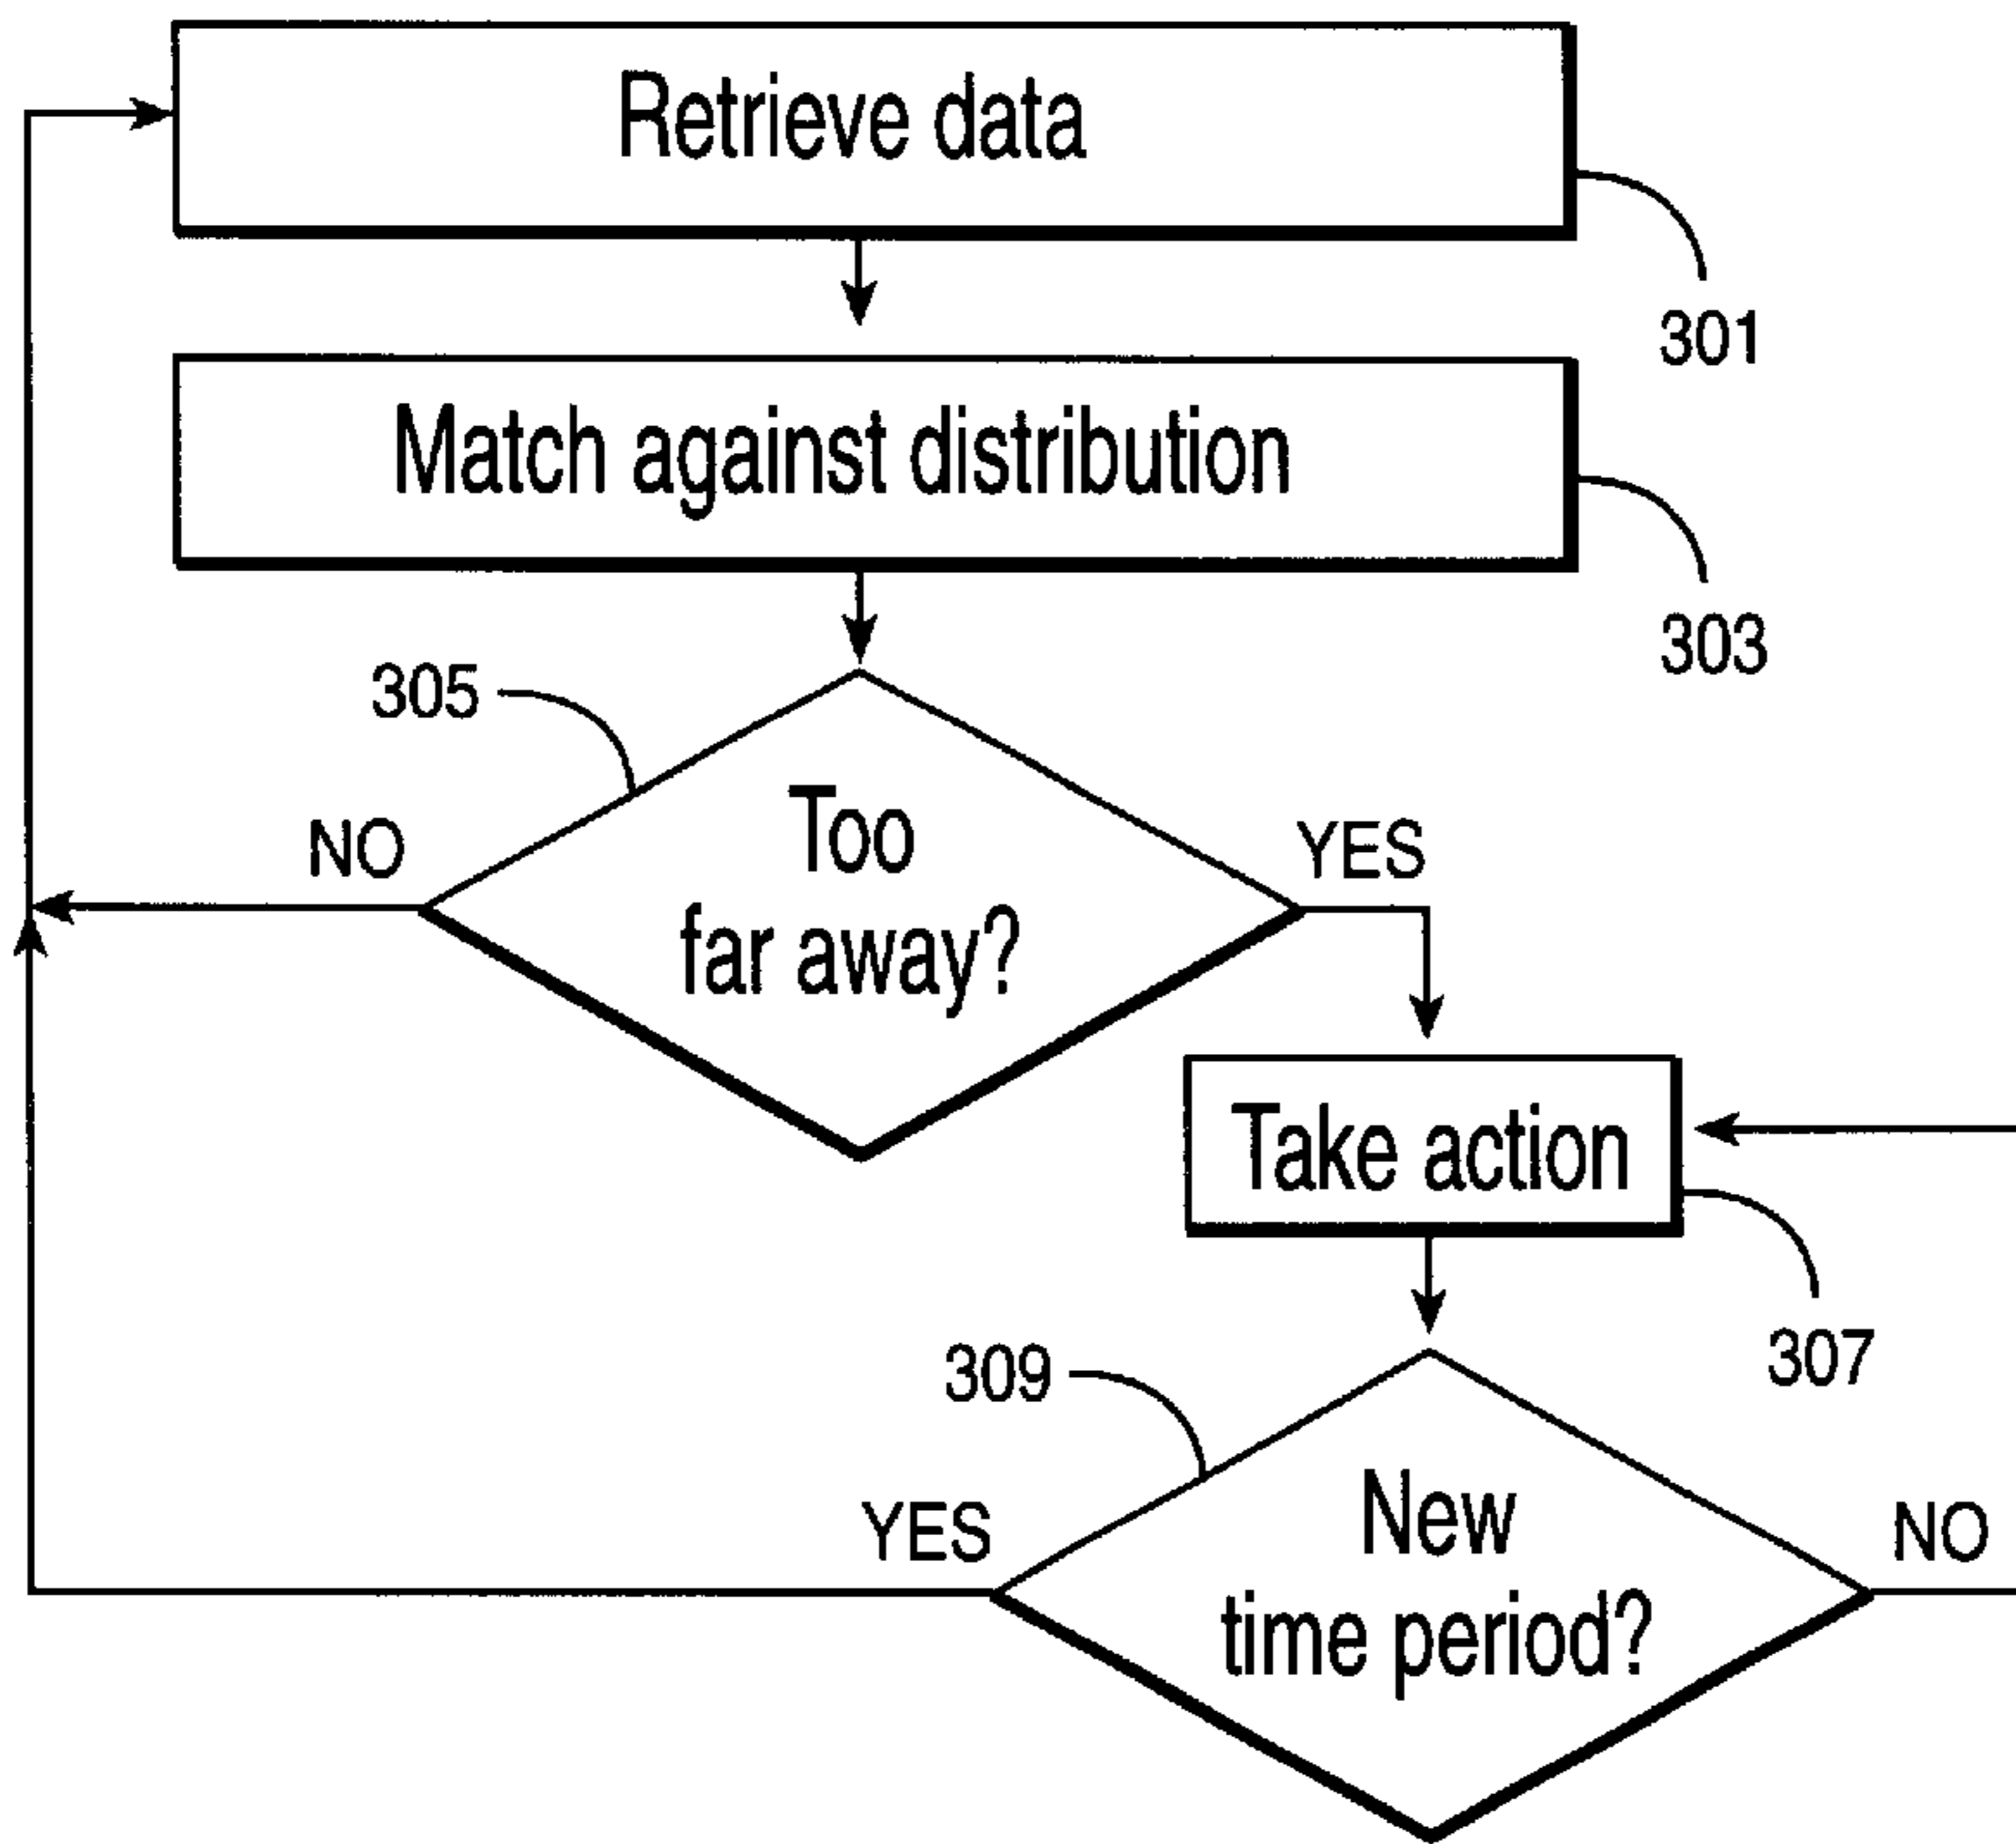 Retrieve data
301
Match against distribution
303
305
NO
Too
far away?
YES
Take action
307
309
YES
New
time period?
NO